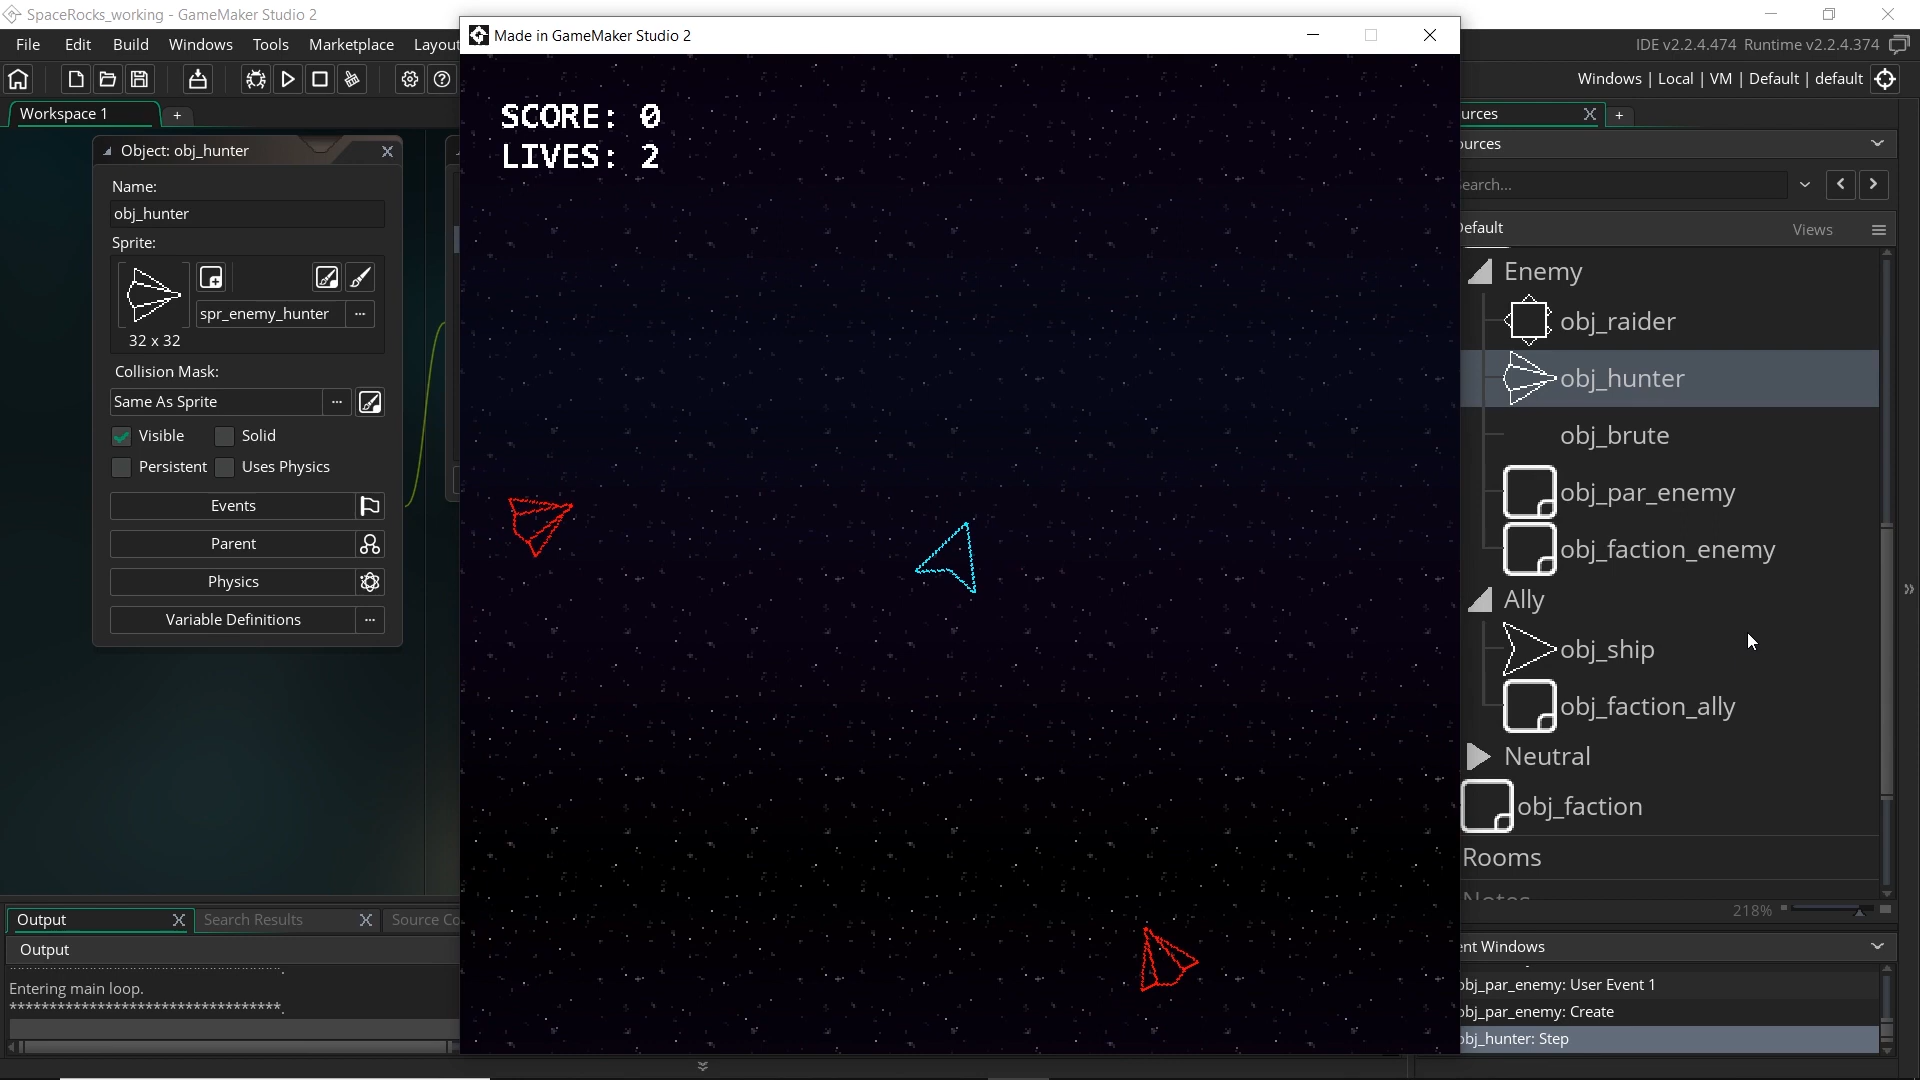 SpaceRocks_working - GameMaker Studio 2
File Edit Build Windows Tools Marketplace
IDE v2.2.4.474 Runtime v2.2.4.374
Windows | Local | VM | Default | default
Workspace 1
Object: obj_hunter
Name:
obj_hunter
Sprite:
spr_enemy_hunter
32 x 32
Collision Mask:
Same As Sprite
Visible Solid
Persistent Uses Physics
Events
Parent
Physics
Variable Definitions
Output Search Results
Output
Entering main loop.
***********************************.
Made in GameMaker Studio 2
SCORE: 0
LIVES: 2
Views
Enemy
obj_raider
obj_hunter
obj_brute
obj_par_enemy
obj_faction_enemy
Ally
obj_ship
obj_faction_ally
Neutral
obj_faction
Rooms
218%
Windows
obj_par_enemy: User Event 1
obj_par_enemy: Create
obj_hunter: Step